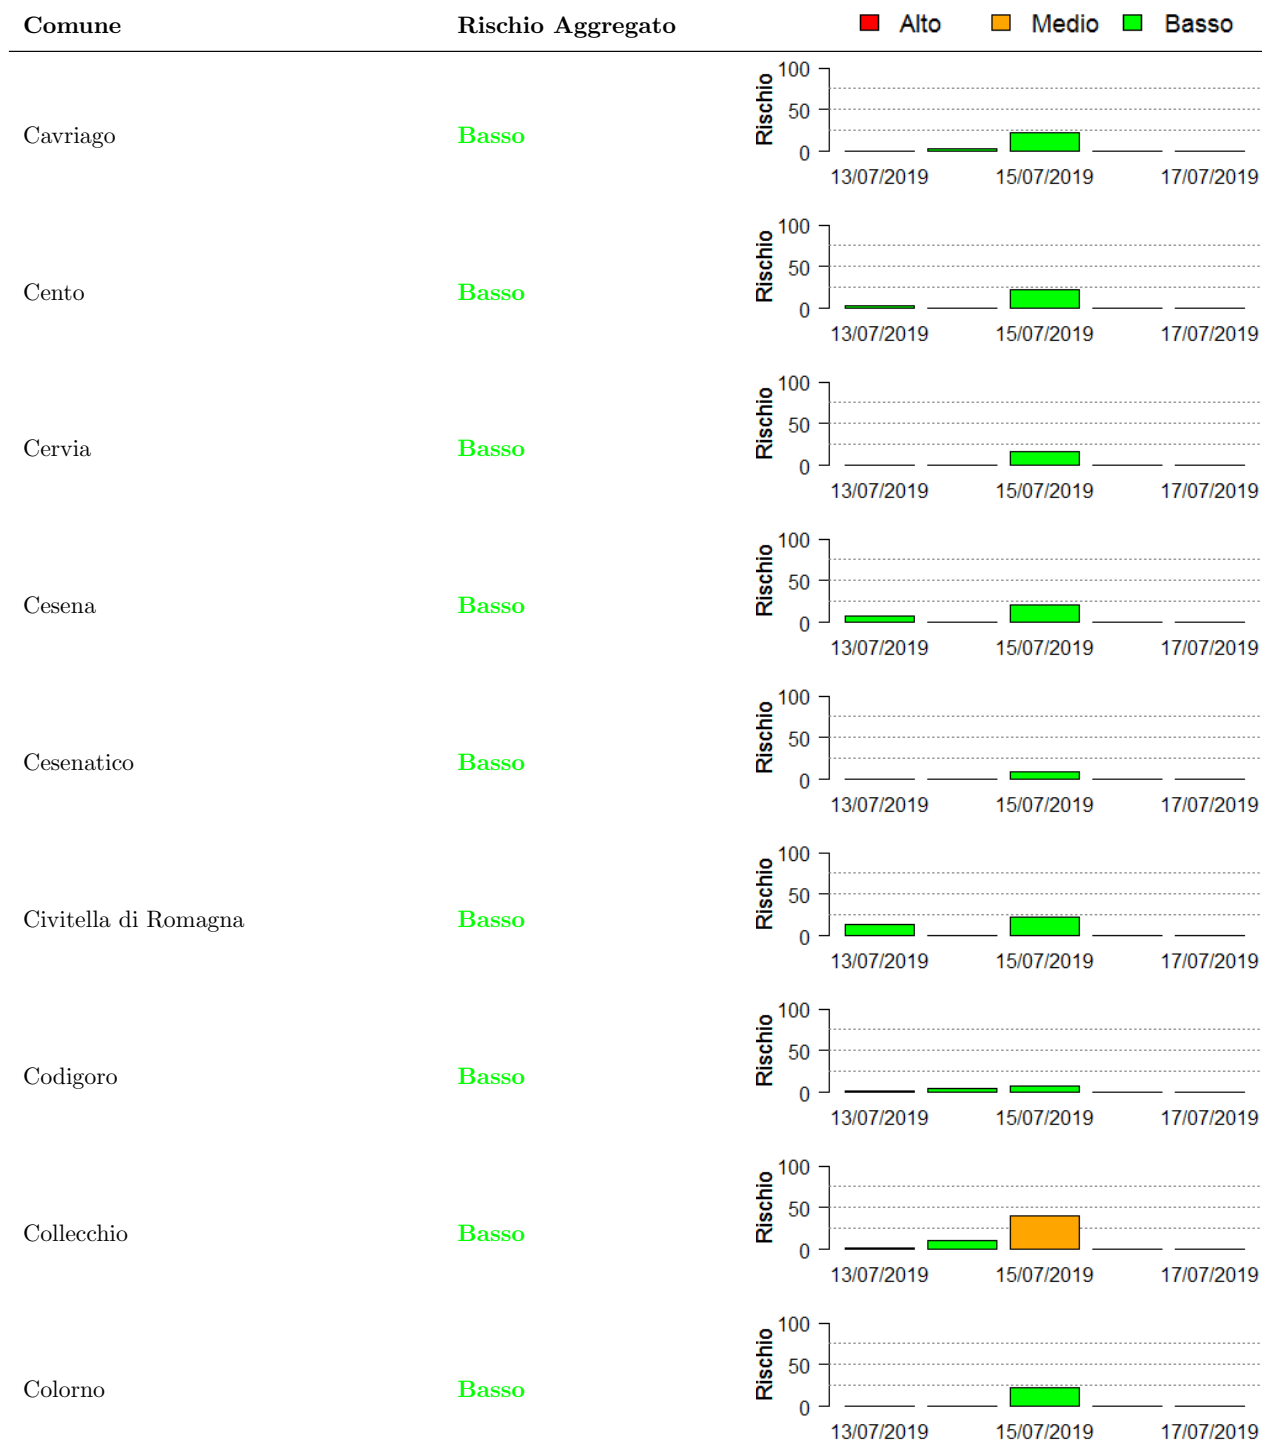 Comune Rischio Aggregato Alto Medio Basso
100
50
0
Rischio
Cavriago Basso
13/07/2019 15/07/2019 17/07/2019
100
50
0
Rischio
Cento Basso
13/07/2019 15/07/2019 17/07/2019
100
50
0
Rischio
Cervia Basso
13/07/2019 15/07/2019 17/07/2019
100
50
0
Rischio
Cesena Basso
13/07/2019 15/07/2019 17/07/2019
100
50
0
Rischio
Cesenatico Basso
13/07/2019 15/07/2019 17/07/2019
100
50
0
Rischio
Civitella di Romagna Basso
13/07/2019 15/07/2019 17/07/2019
100
50
0
Rischio
Codigoro Basso
13/07/2019 15/07/2019 17/07/2019
100
50
0
Rischio
Collecchio Basso
13/07/2019 15/07/2019 17/07/2019
100
50
0
Rischio
Colorno Basso
13/07/2019 15/07/2019 17/07/2019